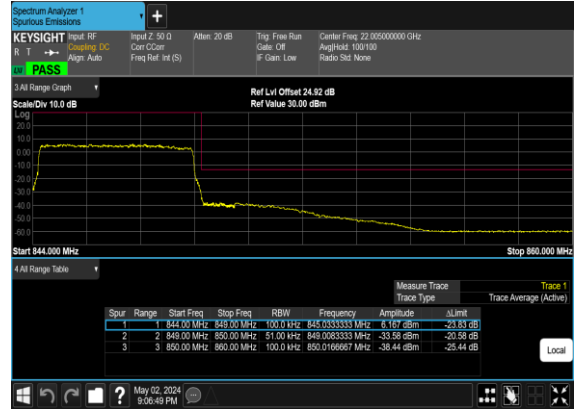 Spectrum Analyzer 1
Spurious Emissions
KEYSIGHT Input: RF Input Z: 50 Ω Atten: 20 dB Trig: Free Run Center Freq: 22.005000000 GHz
R T Coupling: DC Corr CCorr Gate: Off Avg|Hold: 100/100
Align: Auto Freq Ref: Int (S) IF Gain: Low Radio Std: None
LM PASS
3 All Range Graph Ref Lvl Offset 24.92 dB
Scale/Div 10.0 dB Ref Value 30.00 dBm
Log
20.0
10.0
0.00
-10.0
-20.0
-30.0
-40.0
-50.0
-60.0
Start 844.000 MHz Stop 860.000 MHz
4 All Range Table
Measure Trace Trace 1
Trace Type Trace Average (Active)
Spur Range Start Freq Stop Freq RBW Frequency Amplitude ΔLimit
1 1 844.00 MHz 849.00 MHz 100.0 kHz 845.0333333 MHz 6.167 dBm -23.83 dB
2 2 849.00 MHz 850.00 MHz 51.00 kHz 849.0083333 MHz -33.58 dBm -20.58 dB
3 3 850.00 MHz 860.00 MHz 100.0 kHz 850.0166667 MHz -38.44 dBm -25.44 dB
Local
May 02, 2024
9:06:49 PM